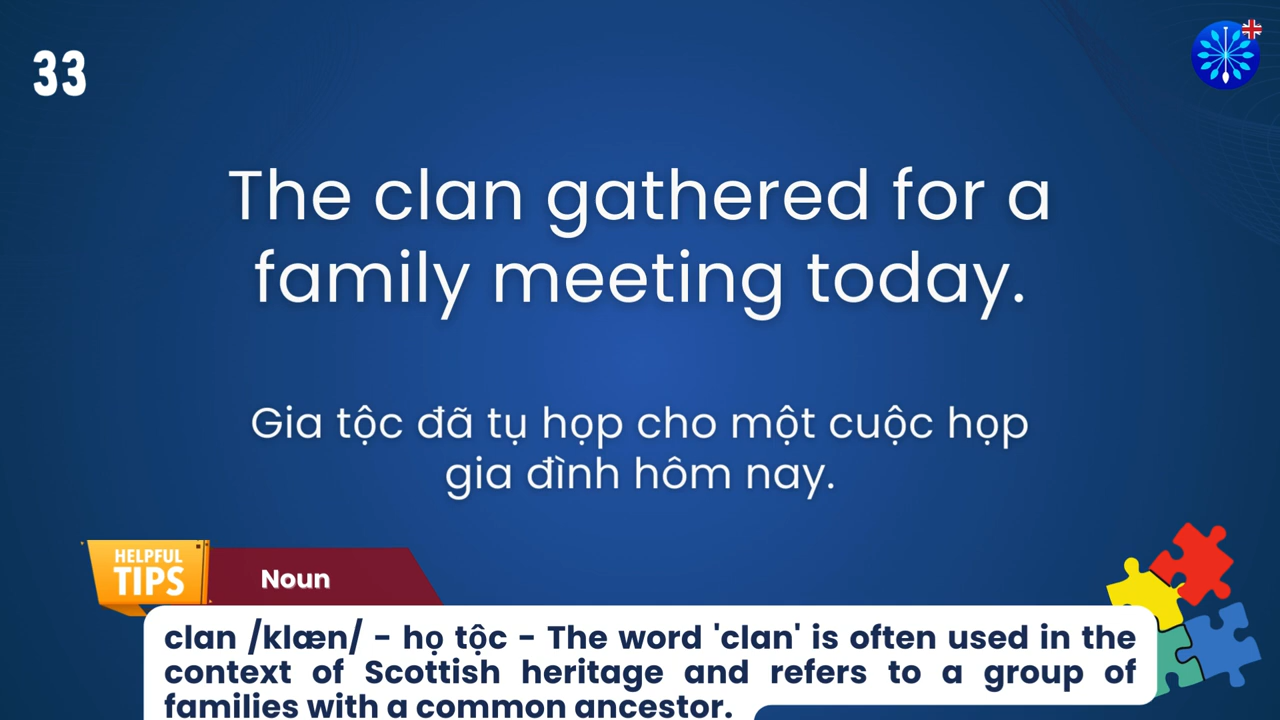 33
The clan gathered for a
family meeting today.
Gia tộc đã tụ họp cho một cuộc họp
gia đình hôm nay.
HELPFUL
TIPS
Noun
clan /klæn/ - họ tộc - The word 'clan' is often used in the
context of Scottish heritage and refers to a group of
families with a common ancestor.